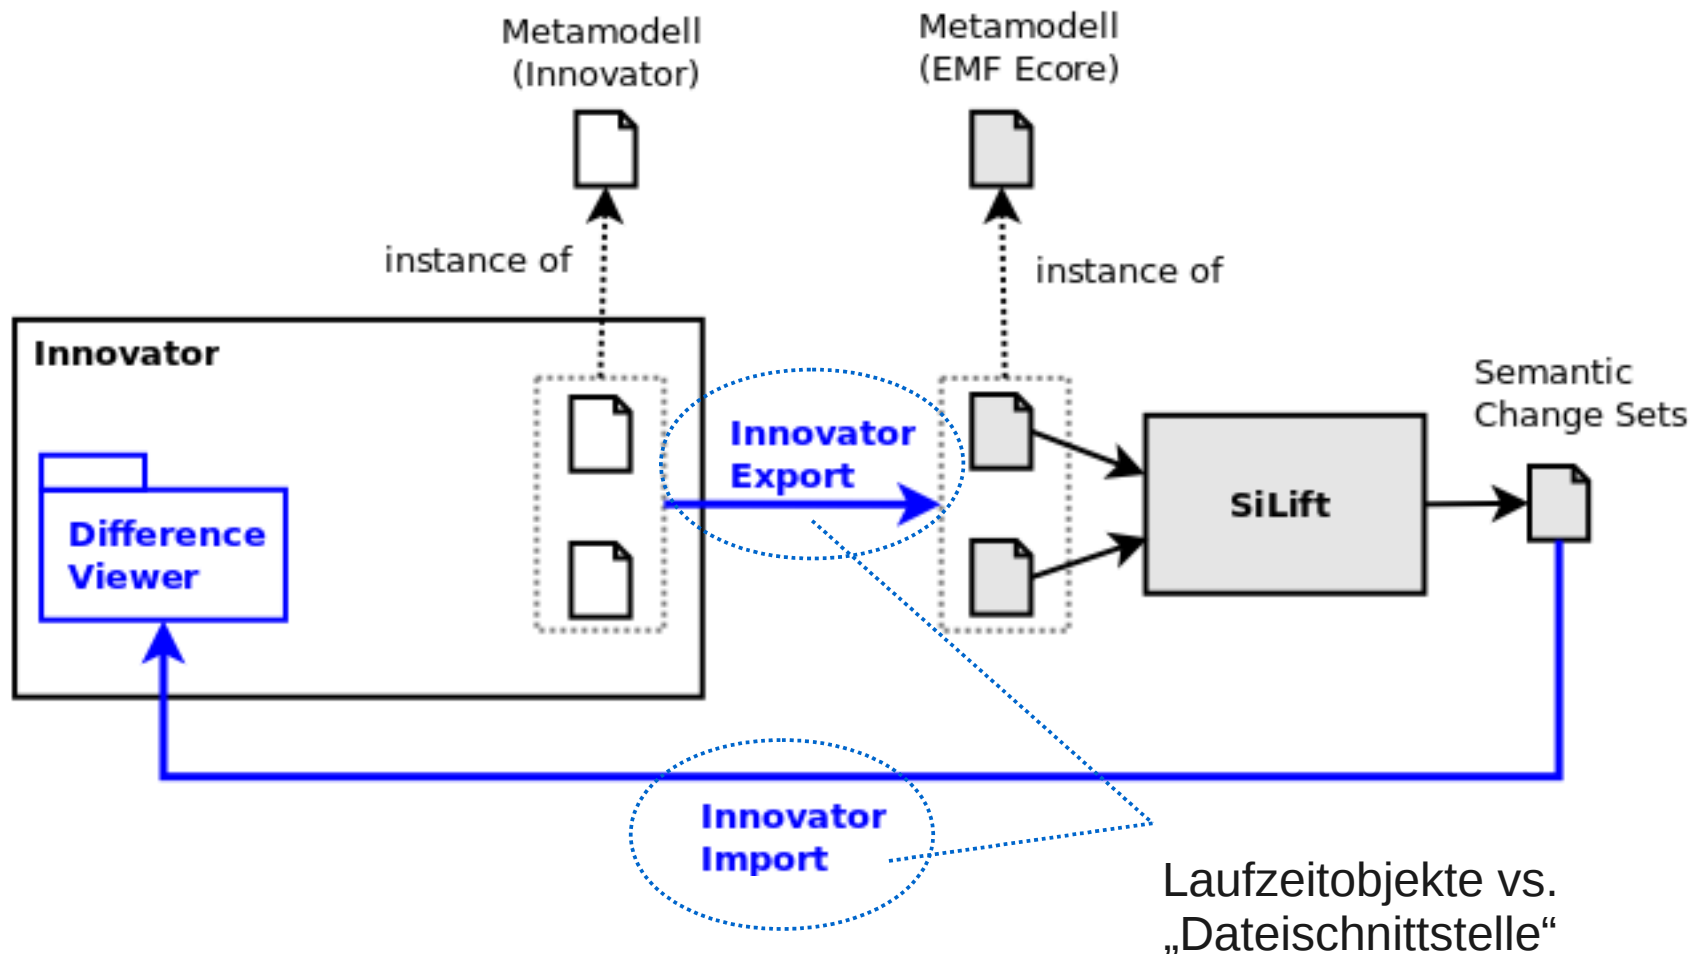 Metamodell
(Innovator)
Metamodell
(EMF Ecore)
instance of
instance of
Innovator
Semantic
Change Sets
Innovator
Export
SiLift
Difference
Viewer
Innovator
Import
Laufzeitobjekte vs.
„Dateischnittstelle“